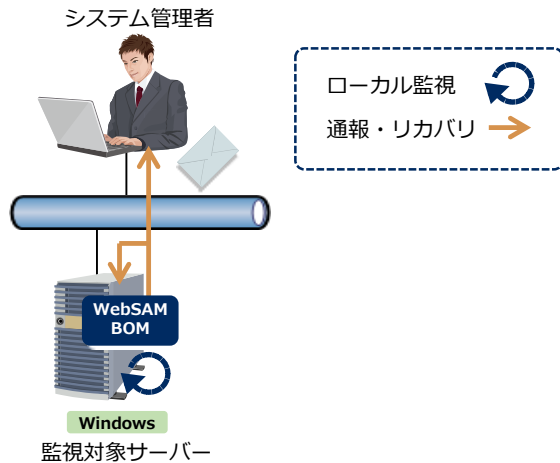 システム管理者
ローカル監視
通報・リカバリ
WebSAM
BOM
Windows
監視対象サーバー